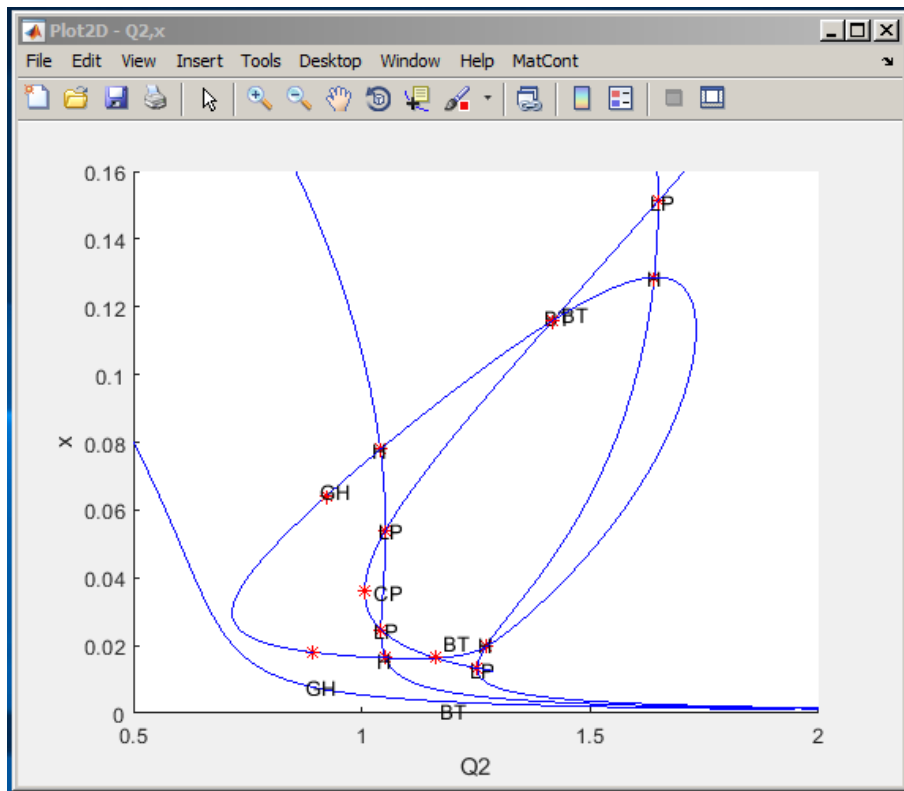 Plot2D - Q2,x
File Edit View Insert Tools Desktop Window Help MatCont
0.16
LP
0.14
H
0.12
BT BT
0.1
x
0.08
H
GH
0.06
LP
0.04
CP
LP
BT
H
0.02
H
LP
GH
BT
0
0.5
1
1.5
2
Q2